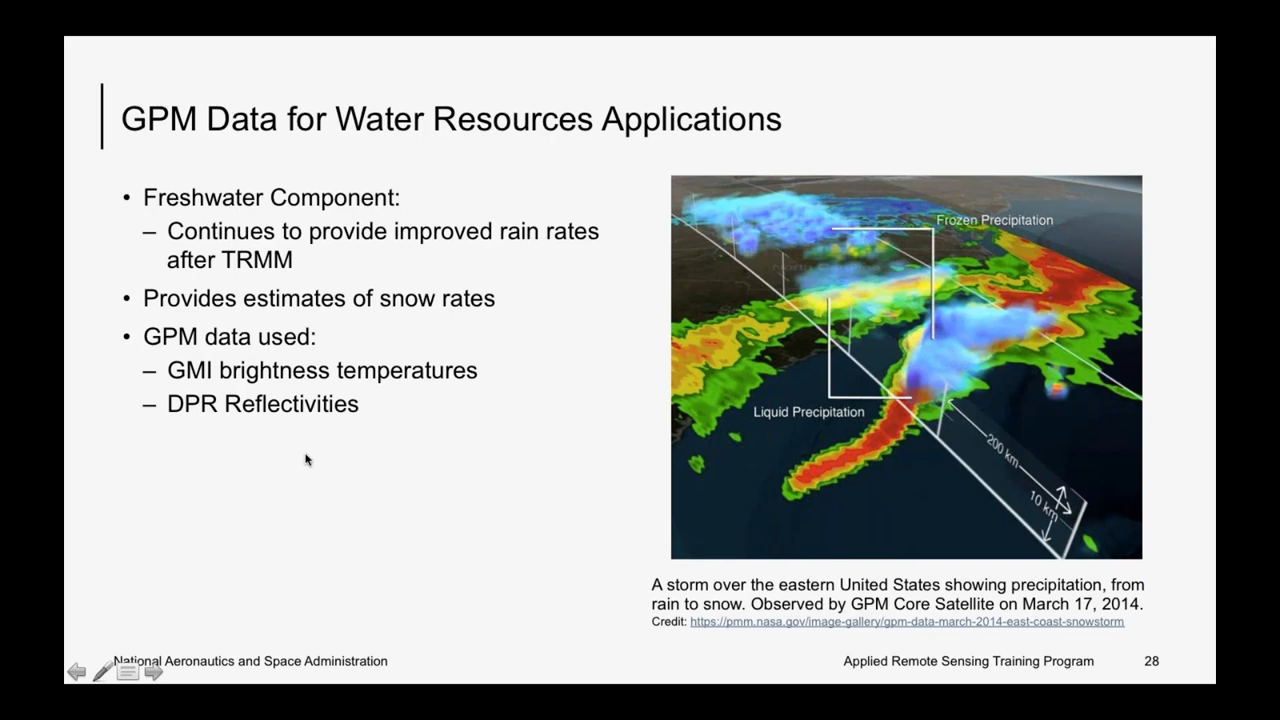 GPM Data for Water Resources Applications
• Freshwater Component:
– Continues to provide improved rain rates
after TRMM
• Provides estimates of snow rates
• GPM data used:
– GMI brightness temperatures
– DPR Reflectivities
Frozen Precipitation
Liquid Precipitation
200 km
10 km
A storm over the eastern United States showing precipitation, from
rain to snow. Observed by GPM Core Satellite on March 17, 2014.
Credit: https://pmm.nasa.gov/image-gallery/gpm-data-march-2014-east-coast-snowstorm
National Aeronautics and Space Administration
Applied Remote Sensing Training Program
28